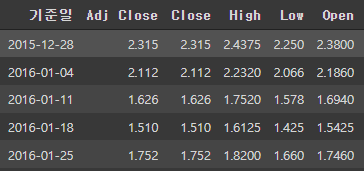 기준일 Adj Close Close High Low Open
2015-12-28 2.315 2.315 2.4375 2.250 2.3800
2016-01-04 2.112 2.112 2.2320 2.066 2.1860
2016-01-11 1.626 1.626 1.7520 1.578 1.6940
2016-01-18 1.510 1.510 1.6125 1.425 1.5425
2016-01-25 1.752 1.752 1.8200 1.660 1.7460